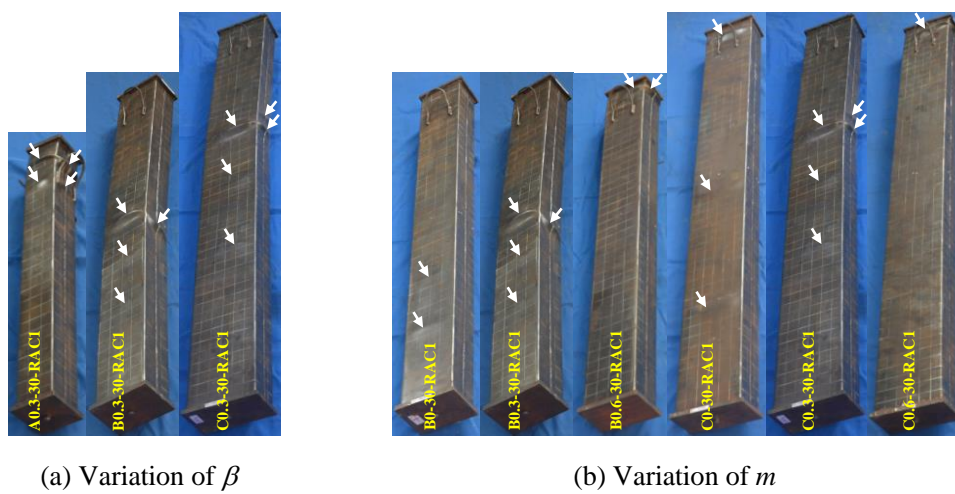 A0.3-30-RAC1
B0.3-30-RAC1
C0.3-30-RAC1
B0-30-RAC1
B0.3-30-RAC1
B0.6-30-RAC1
C0-30-RAC1
C0.3-30-RAC1
C0.6-30-RAC1
(a) Variation of β
(b) Variation of m